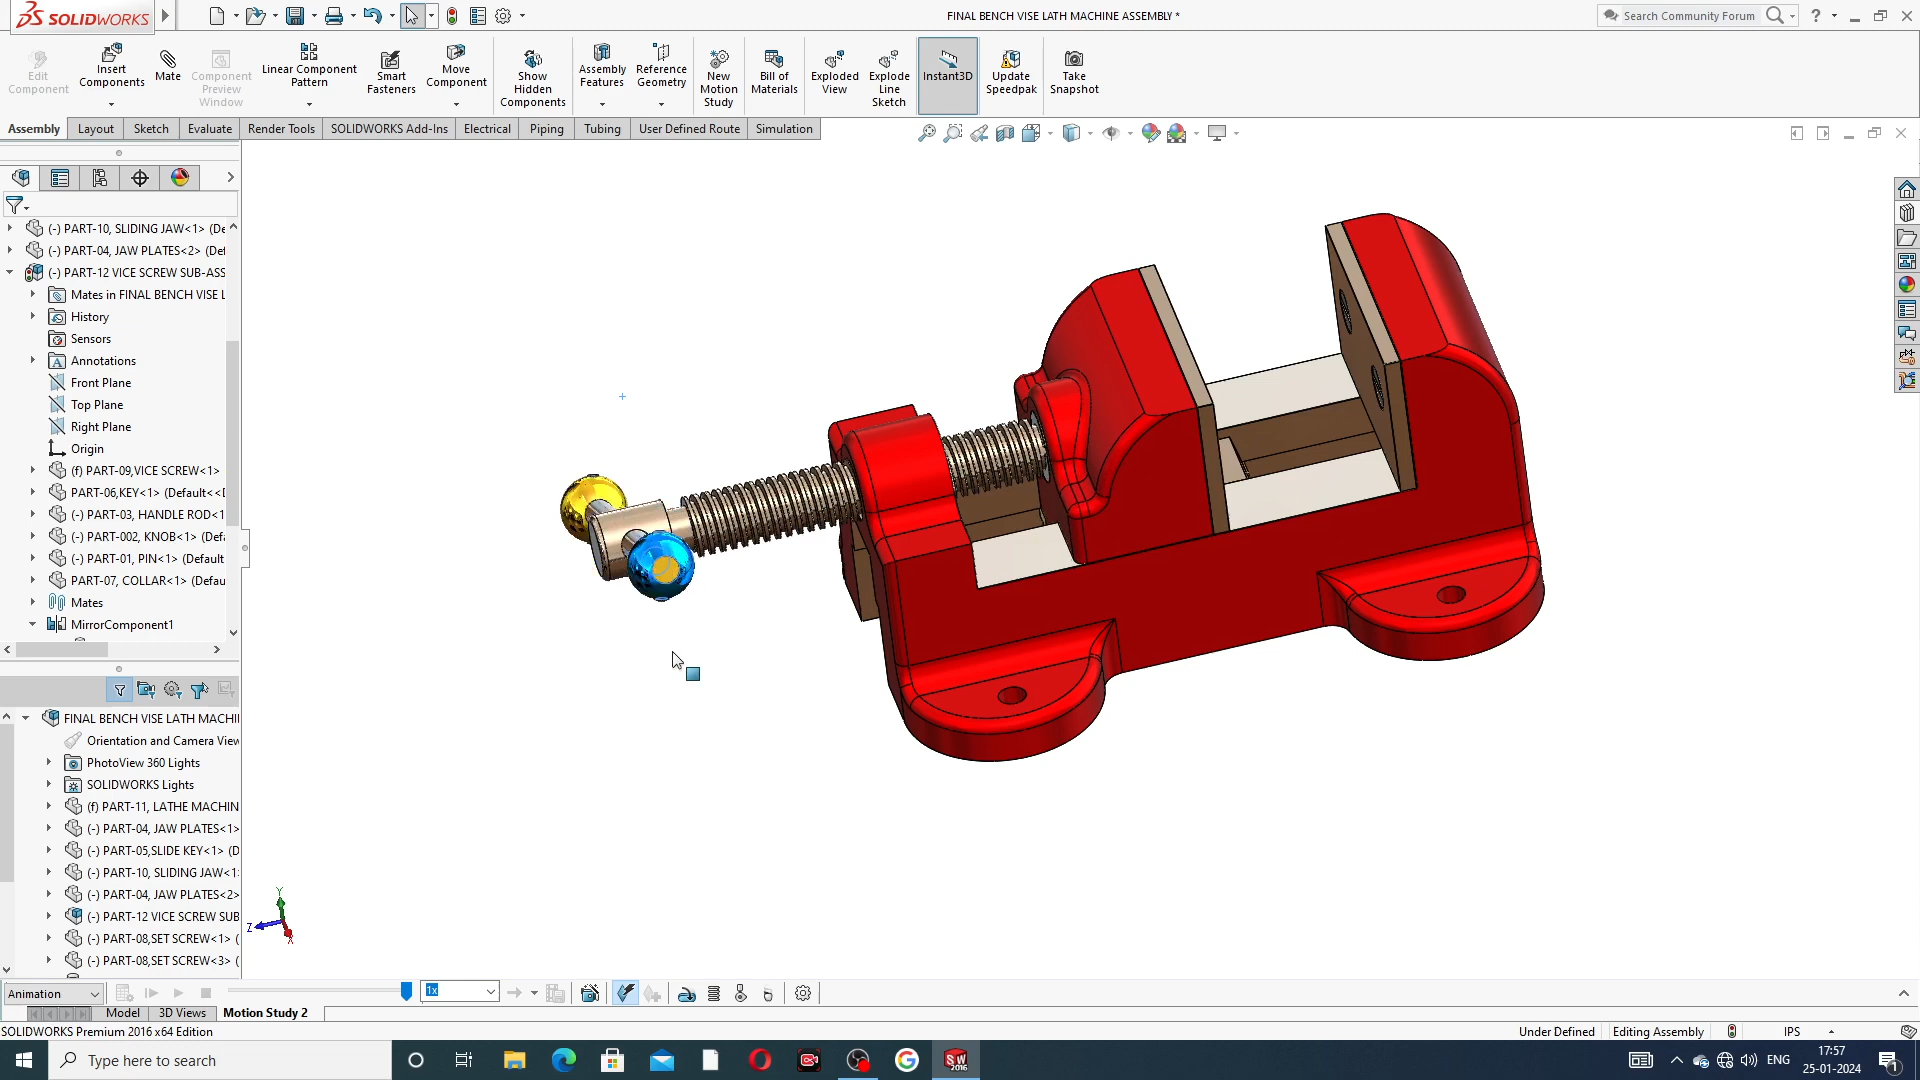 SOLIDWORKS
FINAL BENCH VISE LATH MACHINE ASSEMBLY *
Search Community Forum
Edit Component
Insert Components
Mate
Component Preview Window
Linear Component Pattern
Smart Fasteners
Move Component
Show Hidden Components
Assembly Features
Reference Geometry
New Motion Study
Bill of Materials
Exploded View
Explode Line Sketch
Instant3D
Update Speedpak
Take Snapshot
Assembly Layout Sketch Evaluate Render Tools SOLIDWORKS Add-Ins Electrical Piping Tubing User Defined Route Simulation
(-) PART-10, SLIDING JAW<1> (De
(-) PART-04, JAW PLATES<2> (Def
(-) PART-12 VICE SCREW SUB-ASS
Mates in FINAL BENCH VISE L
History
Sensors
Annotations
Front Plane
Top Plane
Right Plane
Origin
(f) PART-09,VICE SCREW<1>
PART-06,KEY<1> (Default<<D
(-) PART-03, HANDLE ROD<1
(-) PART-002, KNOB<1> (Defa
(-) PART-01, PIN<1> (Default
PART-07, COLLAR<1> (Defau
Mates
MirrorComponent1
FINAL BENCH VISE LATH MACHI
Orientation and Camera View
PhotoView 360 Lights
SOLIDWORKS Lights
(f) PART-11, LATHE MACHIN
(-) PART-04, JAW PLATES<1>
(-) PART-05,SLIDE KEY<1> (D
(-) PART-10, SLIDING JAW<1
(-) PART-04, JAW PLATES<2>
(-) PART-12 VICE SCREW SUB
(-) PART-08,SET SCREW<1> (
(-) PART-08,SET SCREW<3> (
Y
Z
X
Animation
1x
Model 3D Views Motion Study 2
SOLIDWORKS Premium 2016 x64 Edition
Under Defined Editing Assembly IPS
Type here to search
SW
2016
ENG
17:57
25-01-2024
1